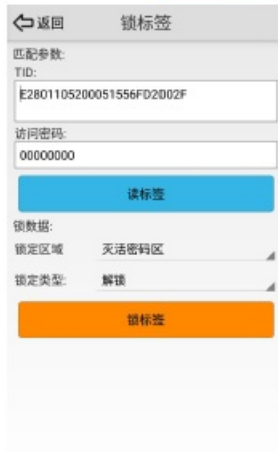 返回
锁标签
匹配参数:
TID:
E2801105200051556FD2D02F
访问密码:
00000000
读标签
锁数据:
锁定区域 灭活密码区
锁定类型: 解锁
锁标签